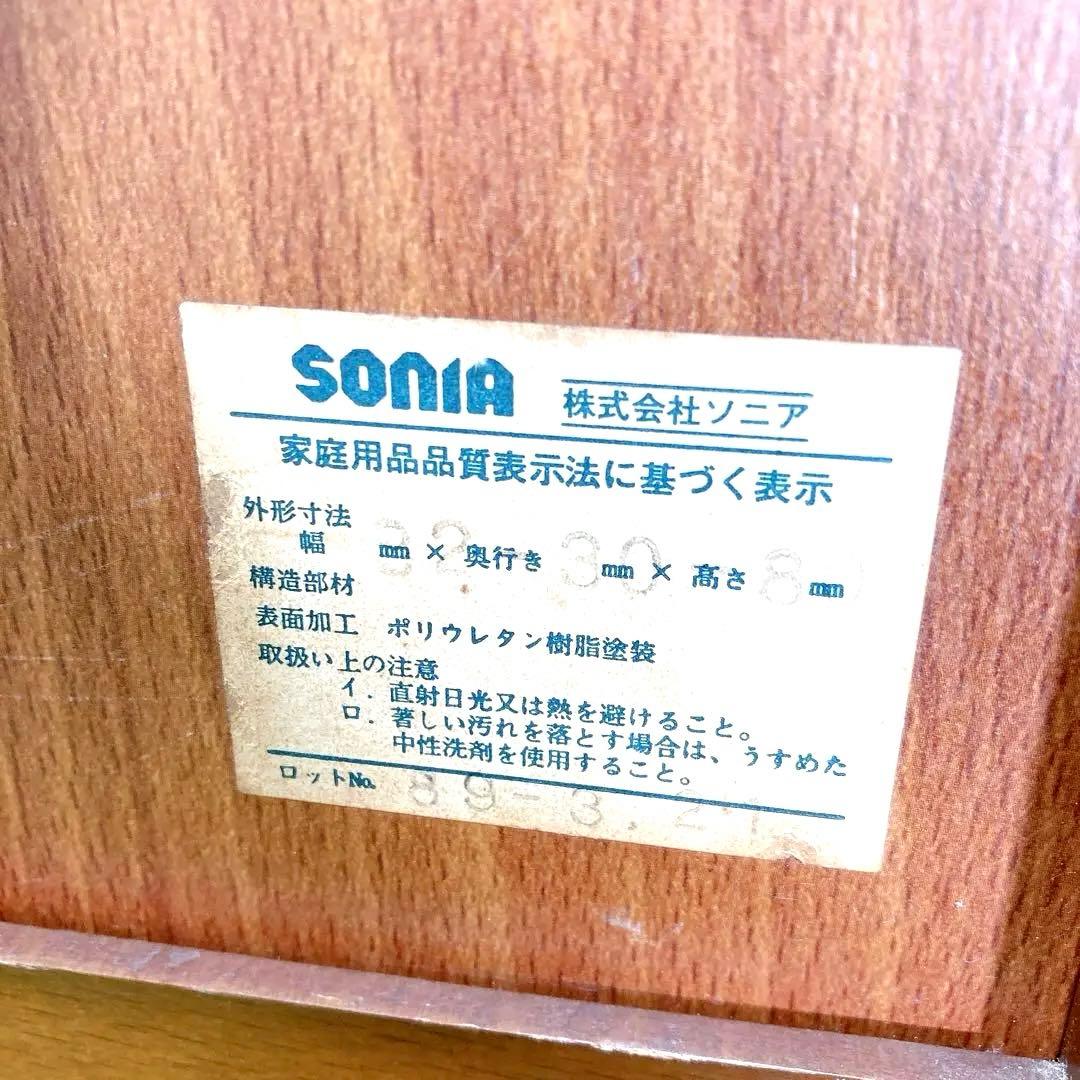 SONIA 株式会社ソニア
家庭用品品質表示法に基づく表示
外形寸法
幅 mm × 奥行き 30 mm × 高さ mm
構造部材
表面加工 ポリウレタン樹脂塗装
取扱い上の注意
イ. 直射日光又は熱を避けること。
ロ. 著しい汚れを落とす場合は、うすめた
中性洗剤を使用すること。
ロットNo. 89-3.21